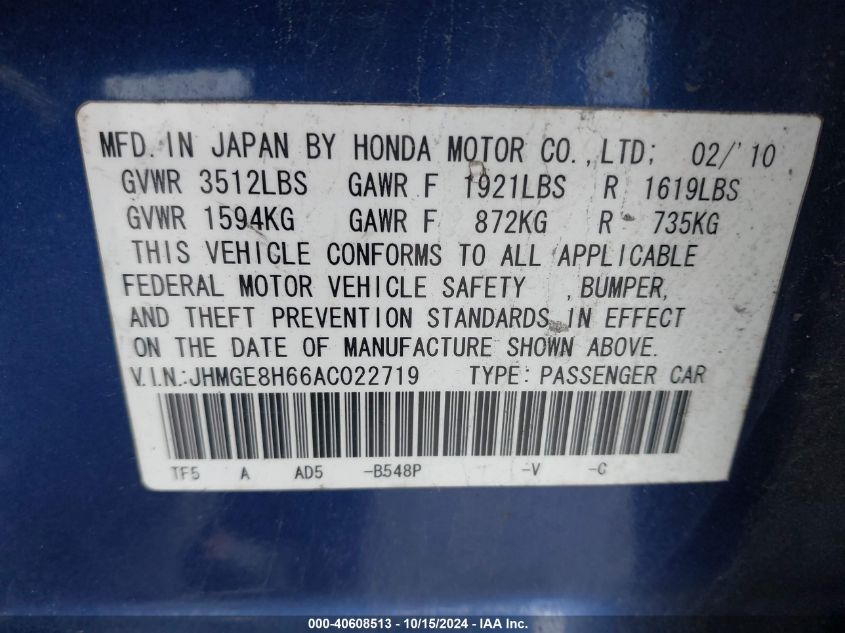 MFD. IN JAPAN BY HONDA MOTOR CO., LTD; 02/'10
GVWR 3512LBS GAWR F 1921LBS R 1619LBS
GVWR 1594KG GAWR F 872KG R 735KG
THIS VEHICLE CONFORMS TO ALL APPLICABLE
FEDERAL MOTOR VEHICLE SAFETY , BUMPER,
AND THEFT PREVENTION STANDARDS IN EFFECT
ON THE DATE OF MANUFACTURE SHOWN ABOVE.
V.I.N.:JHMGE8H66AC022719 TYPE: PASSENGER CAR
TF5 A AD5 -B548P -V -C
000-40608513 - 10/15/2024 - IAA Inc.